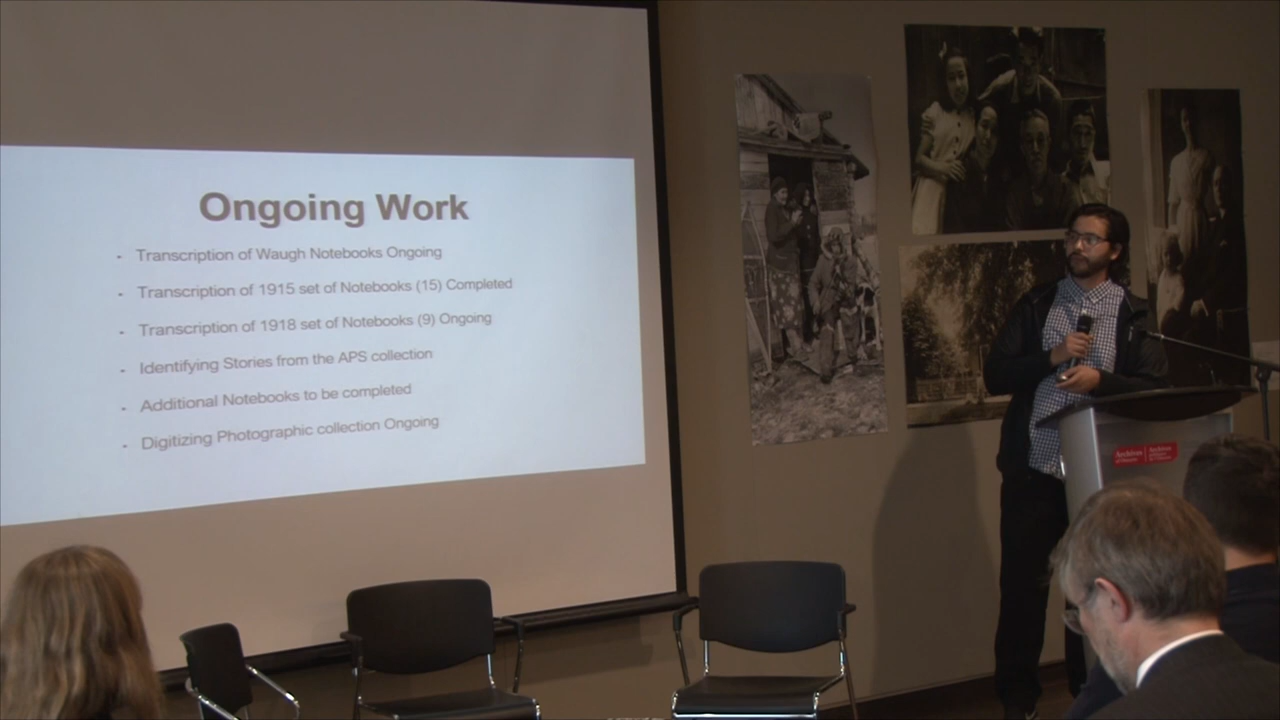 Ongoing Work
- Transcription of Waugh Notebooks Ongoing
- Transcription of 1915 set of Notebooks (15) Completed
- Transcription of 1918 set of Notebooks (9) Ongoing
- Identifying Stories from the APS collection
- Additional Notebooks to be completed
- Digitizing Photographic collection Ongoing
Archives Archives